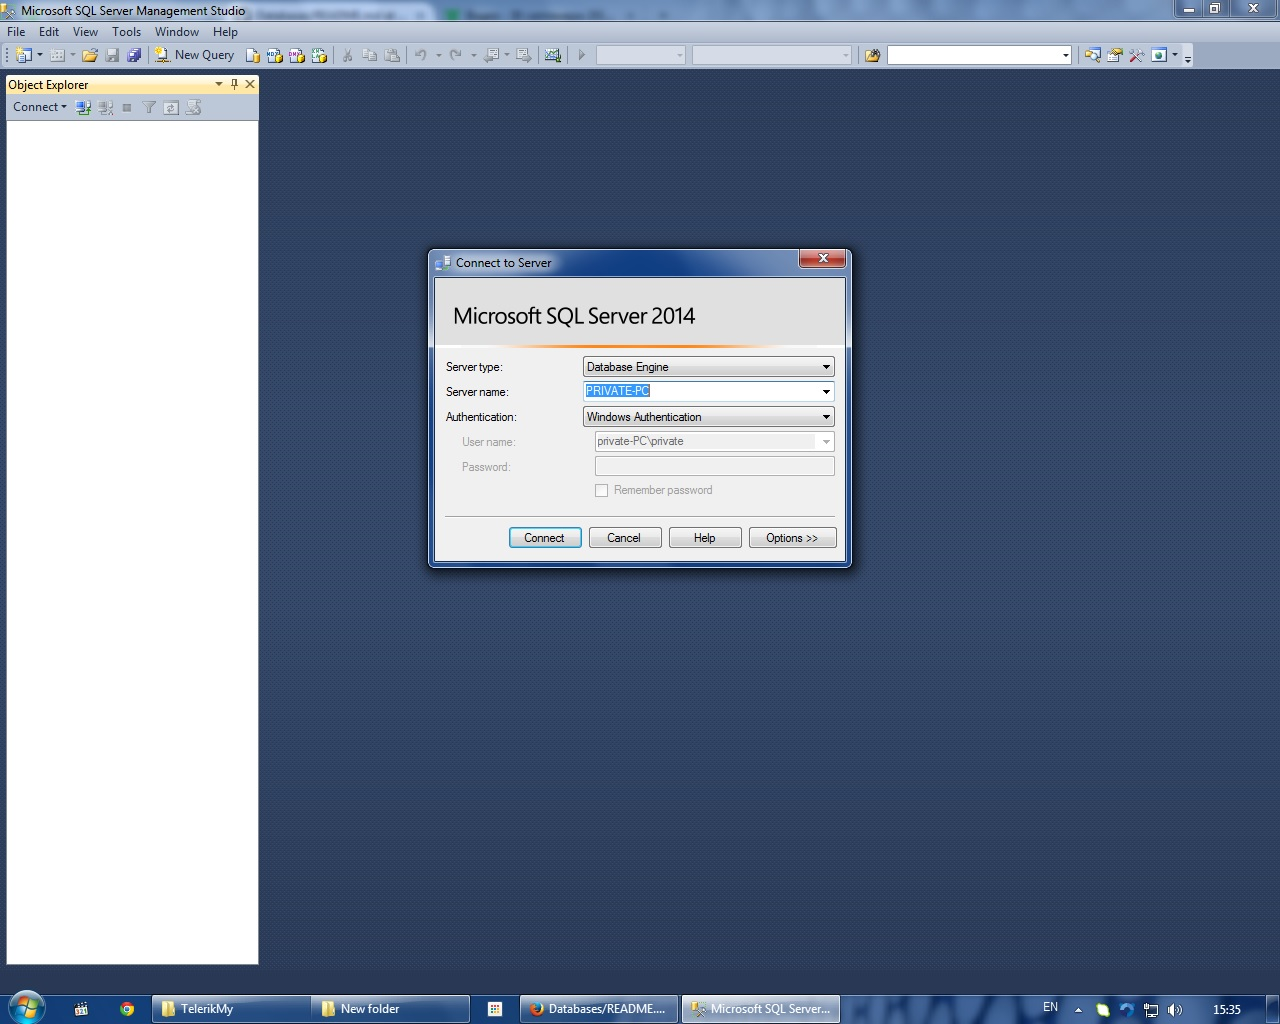 Microsoft SQL Server Management Studio
File Edit View Tools Window Help
New Query
Object Explorer
Connect
Connect to Server
Microsoft SQL Server 2014
Server type: Database Engine
Server name: PRIVATE-PC
Authentication: Windows Authentication
User name: private-PC\private
Password:
Remember password
Connect Cancel Help Options >>
TelerikMy New folder Databases/README.... Microsoft SQL Server... EN 15:35